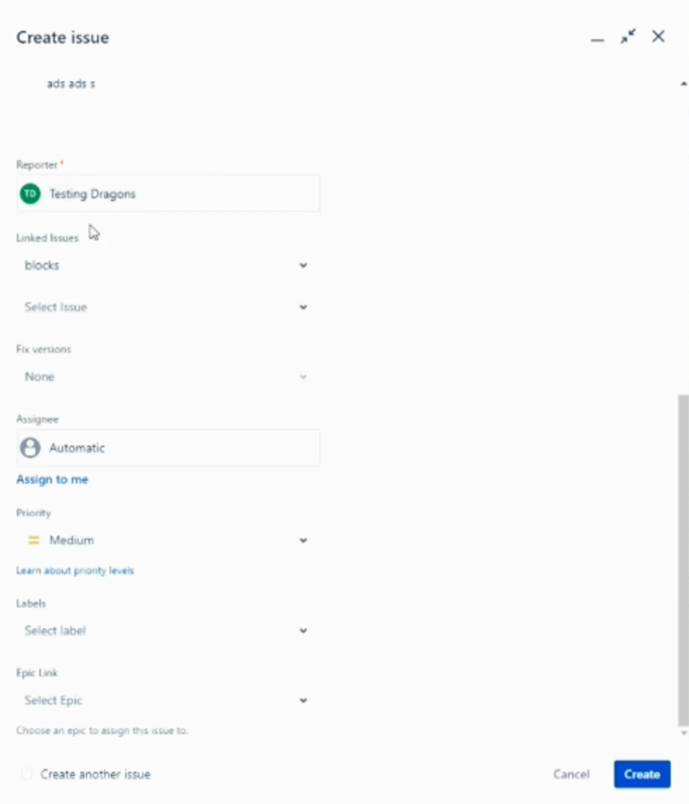 Create issue
ads ads s
Reporter *
TD Testing Dragons
Linked Issues
blocks
Select Issue
Fix versions
None
Assignee
Automatic
Assign to me
Priority
Medium
Learn about priority levels
Labels
Select label
Epic Link
Select Epic
Choose an epic to assign this issue to.
Create another issue
Cancel
Create